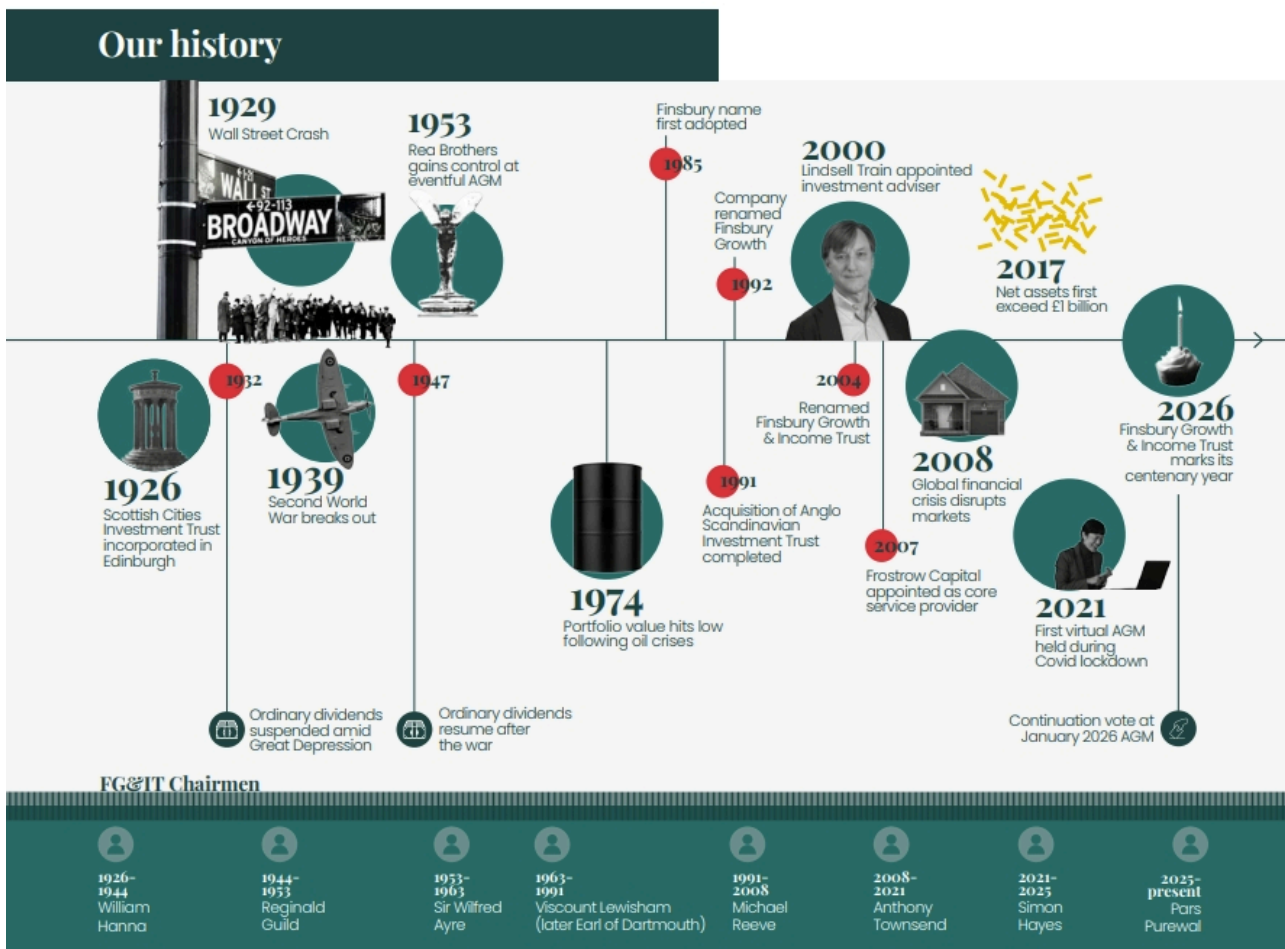 Our history
1929
Wall Street Crash
WALL ST
←92-113
BROADWAY
CANYON OF HEROES
1953
Rea Brothers
gains control at
eventful AGM
Finsbury name
first adopted
1985
Company
renamed
Finsbury
Growth
1992
2000
Lindsell Train appointed
investment adviser
2017
Net assets first
exceed £1 billion
1926
Scottish Cities
Investment Trust
incorporated in
Edinburgh
1932
Ordinary dividends
suspended amid
Great Depression
1939
Second World
War breaks out
1947
Ordinary dividends
resume after
the war
1974
Portfolio value hits low
following oil crises
1991
Acquisition of Anglo
Scandinavian
Investment Trust
completed
2004
Renamed
Finsbury Growth
& Income Trust
2007
Frostrow Capital
appointed as core
service provider
2008
Global financial
crisis disrupts
markets
2021
First virtual AGM
held during
Covid lockdown
2026
Finsbury Growth
& Income Trust
marks its
centenary year
Continuation vote at
January 2026 AGM
FG&IT Chairmen
1926-
1944
William
Hanna
1944-
1953
Reginald
Guild
1953-
1963
Sir Wilfred
Ayre
1963-
1991
Viscount Lewisham
(later Earl of Dartmouth)
1991-
2008
Michael
Reeve
2008-
2021
Anthony
Townsend
2021-
2025
Simon
Hayes
2025-
present
Pars
Purewal